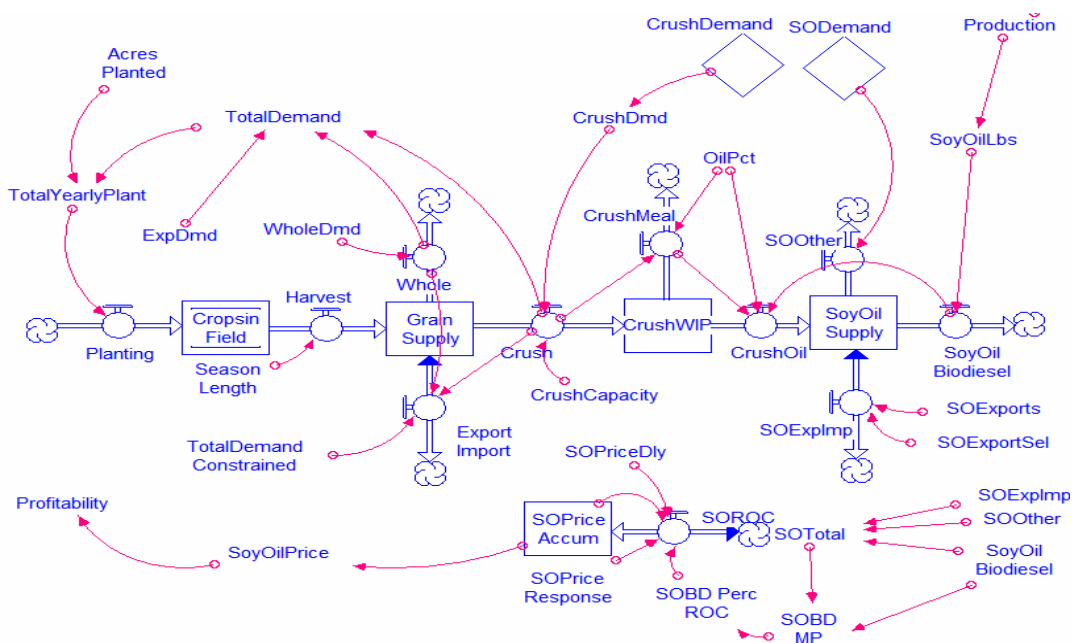 CrushDemand
SODemand
Production
Acres
Planted
TotalDemand
CrushDmd
SoyOilLbs
OilPct
TotalYearlyPlant
ExpDmd
WholeDmd
CrushMeal
SOOther
Whole
Harvest
Cropsin
Field
Grain
Supply
CrushWIP
SoyOil
Supply
Planting
Crush
CrushOil
SoyOil
Biodiesel
Season
Length
CrushCapacity
SOExports
TotalDemand
Constrained
Export
Import
SOExpImp
SOExportSel
SOPriceDly
Profitability
SOPrice
Accum
SOROC
SOTotal
SOExpImp
SOOther
SoyOil
Biodiesel
SoyOilPrice
SOPrice
Response
SOBD Perc
ROC
SOBD
MP